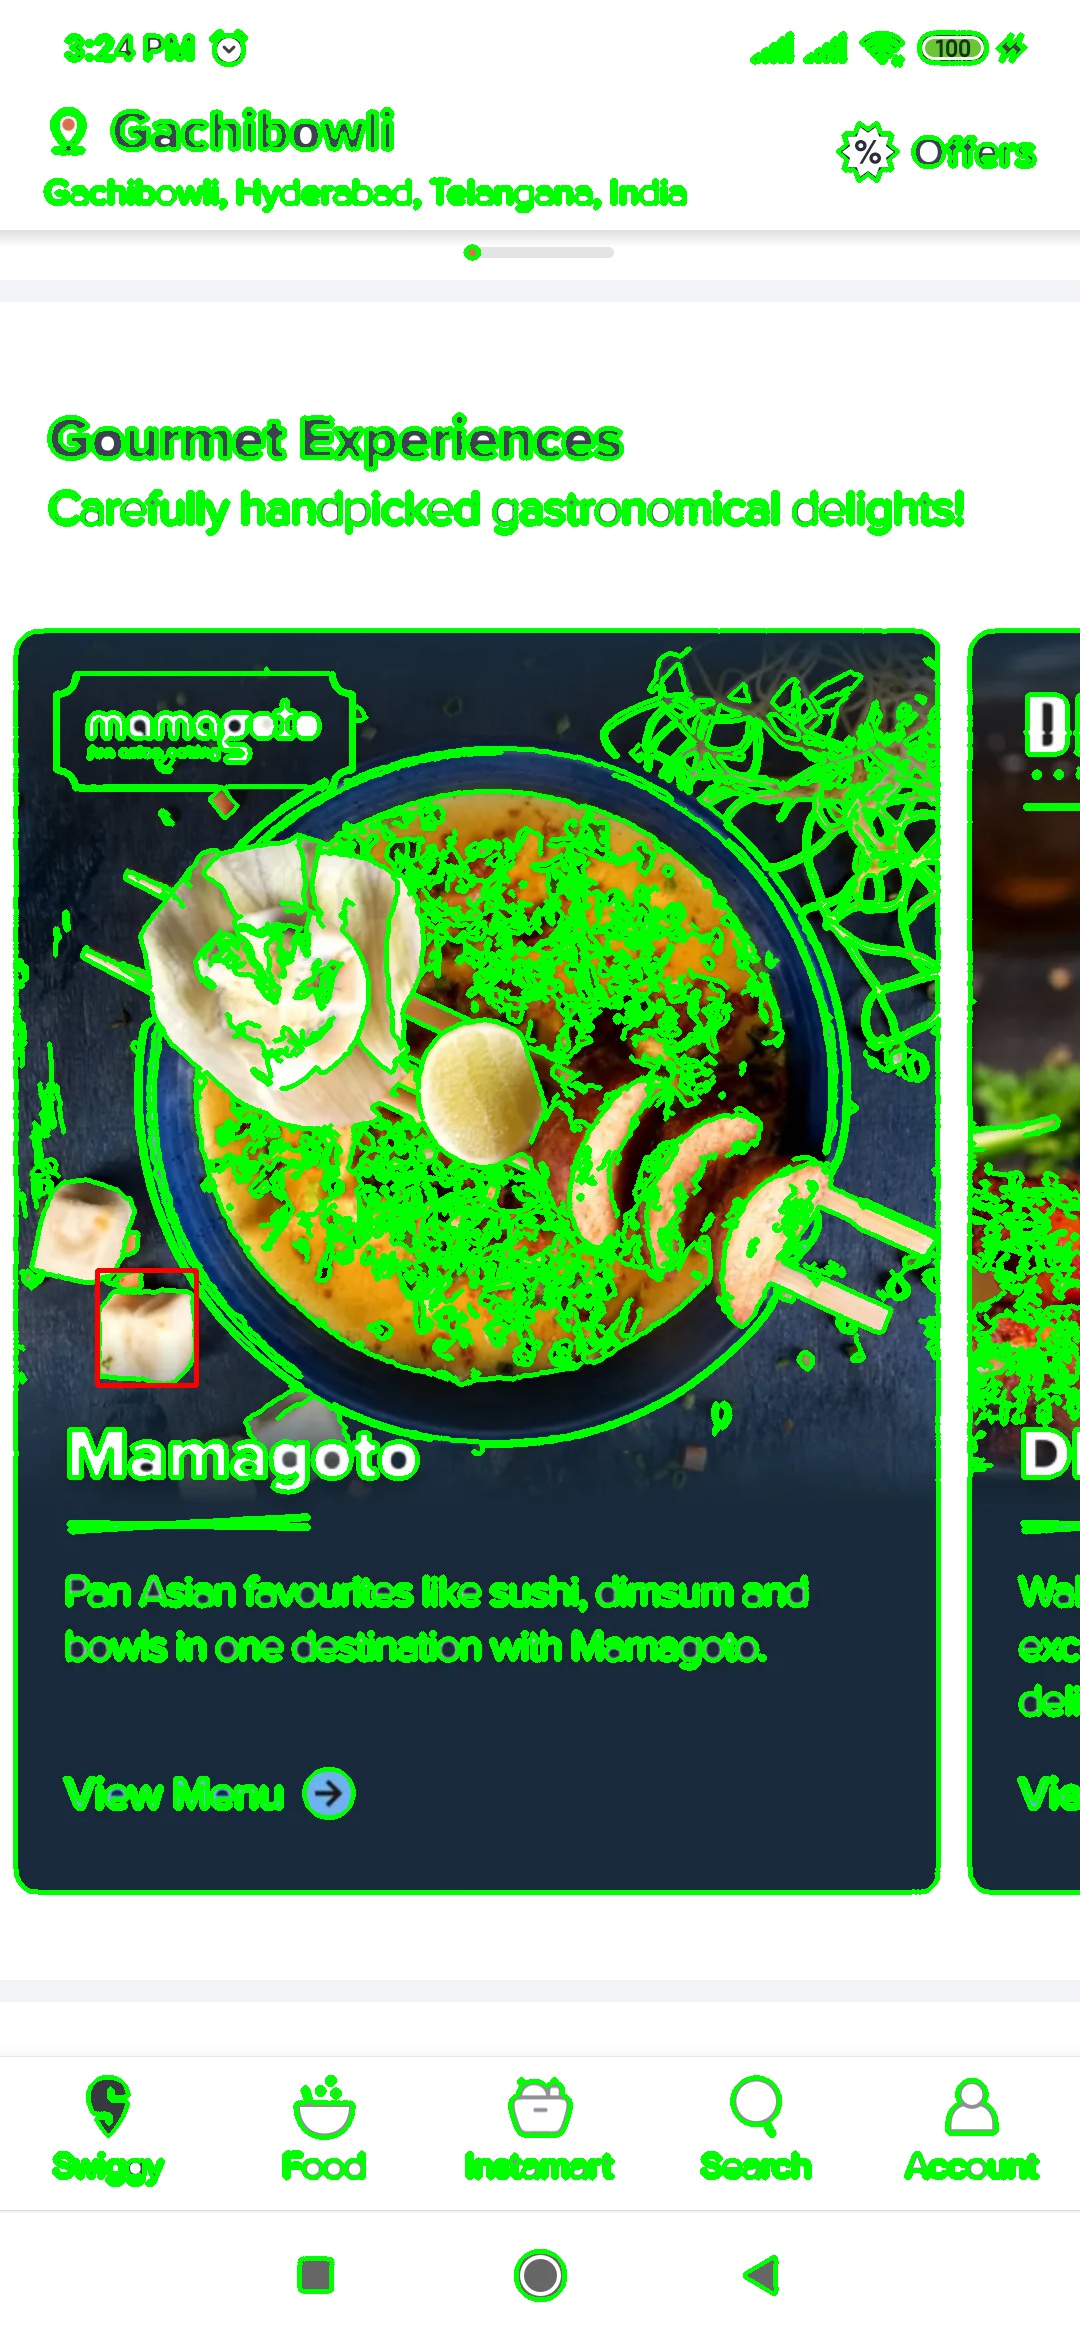 3:24 PM
100
Gachibowli
% Offers
Gachibowli, Hyderabad, Telangana, India
Gourmet Experiences
Carefully handpicked gastronomical delights!
mamagoto
Mamagoto
Pan Asian favourites like sushi, dimsum and
bowls in one destination with Mamagoto.
View Menu
Swiggy
Food
Instamart
Search
Account